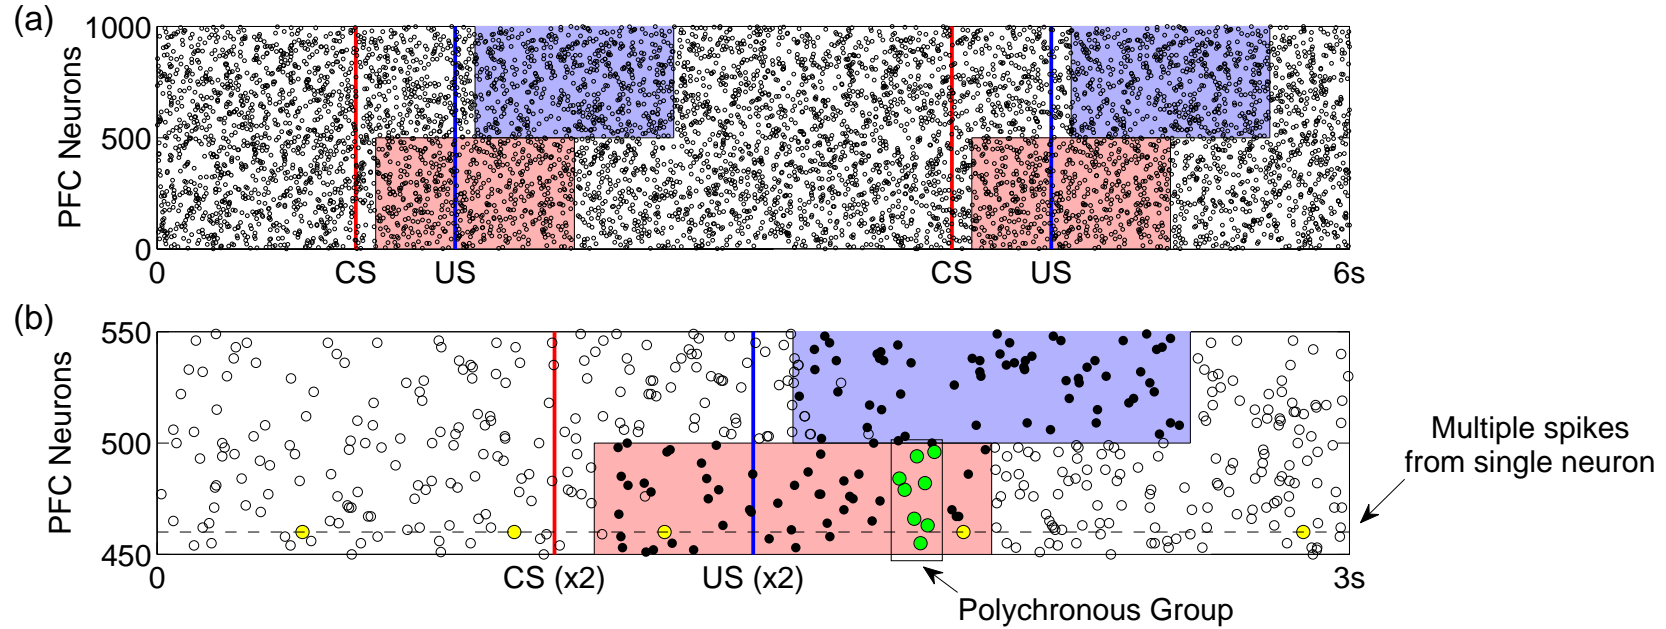 (a)
PFC Neurons
1000
500
0
0
CS
US
CS
US
6s
(b)
PFC Neurons
550
500
450
0
CS (x2)
US (x2)
3s
Multiple spikes
from single neuron
Polychronous Group